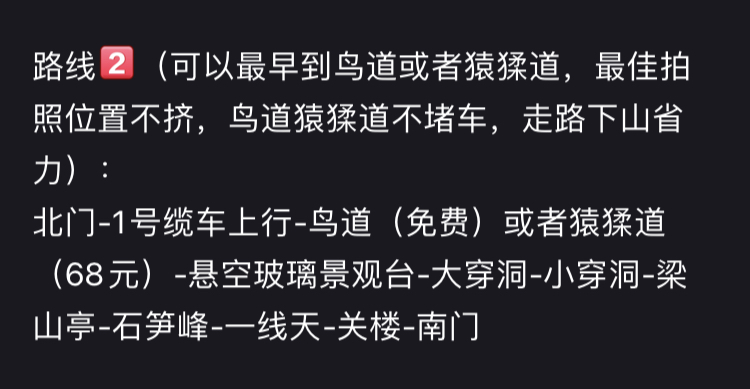 路线2️⃣（可以最早到鸟道或者猿猱道，最佳拍
照位置不挤，鸟道猿猱道不堵车，走路下山省
力）：
北门-1号缆车上行-鸟道（免费）或者猿猱道
（68元）-悬空玻璃景观台-大穿洞-小穿洞-梁
山亭-石笋峰-一线天-关楼-南门